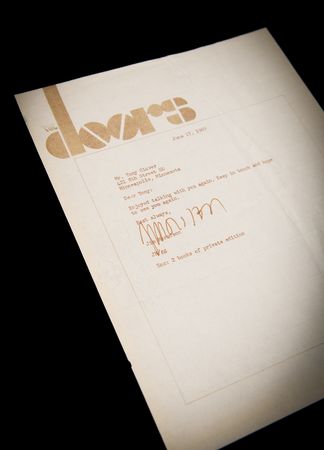 the doors
June 17, 1969
Mr. Tony Glover
Minneapolis, Minnesota
Dear Tony:
Enjoyed talking with you again. Keep in touch and hope
to see you again.
Best always,
Enc: 2 books of private edition